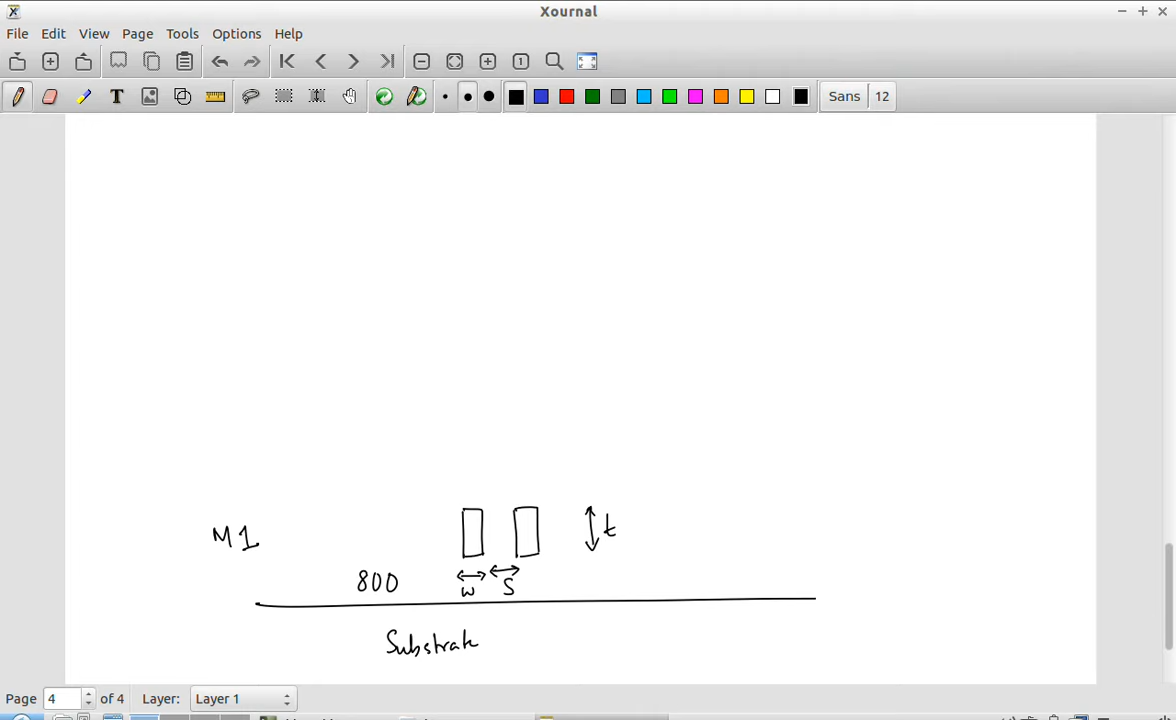 Xournal
File Edit View Page Tools Options Help
Sans 12
M1
t
800
w s
Substrate
Page 4 of 4 Layer: Layer 1